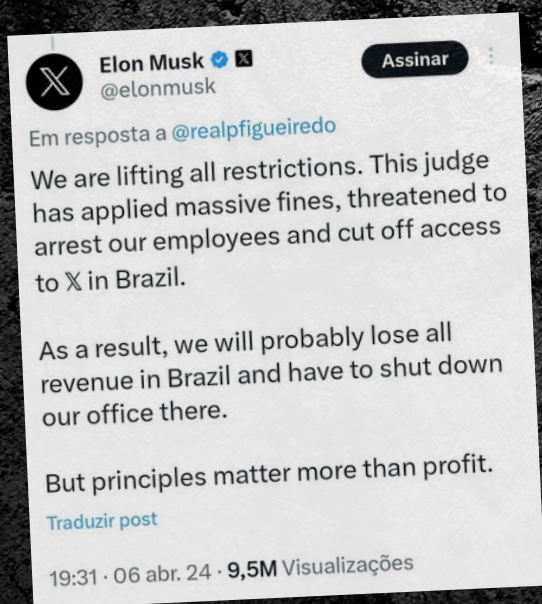 Elon Musk
@elonmusk
Assinar
Em resposta a @realpfigueiredo
We are lifting all restrictions. This judge
has applied massive fines, threatened to
arrest our employees and cut off access
to 𝕏 in Brazil.
As a result, we will probably lose all
revenue in Brazil and have to shut down
our office there.
But principles matter more than profit.
Traduzir post
19:31 · 06 abr. 24 · 9,5M Visualizações